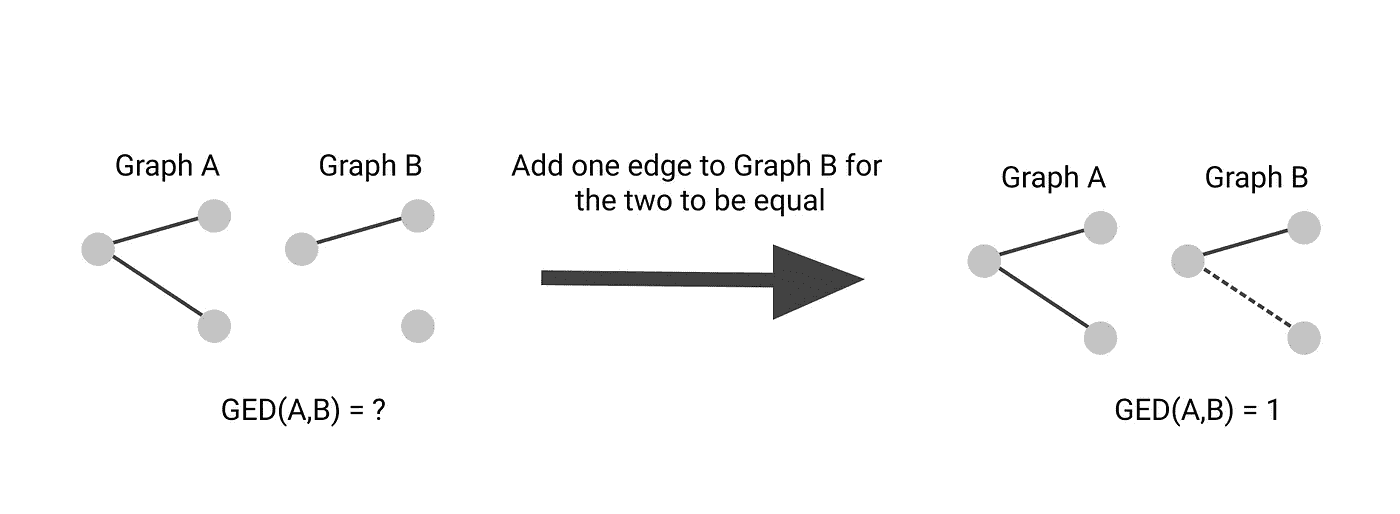 Graph A
Graph B
Add one edge to Graph B for
the two to be equal
Graph A
Graph B
GED(A,B) = ?
GED(A,B) = 1